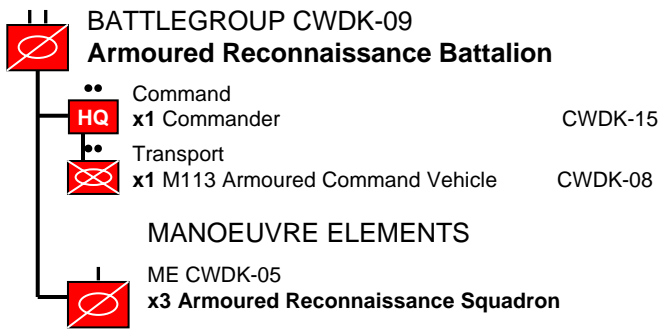 BATTLEGROUP CWDK-09
Armoured Reconnaissance Battalion
Command
HQ x1 Commander CWDK-15
Transport
x1 M113 Armoured Command Vehicle CWDK-08
MANOEUVRE ELEMENTS
ME CWDK-05
x3 Armoured Reconnaissance Squadron